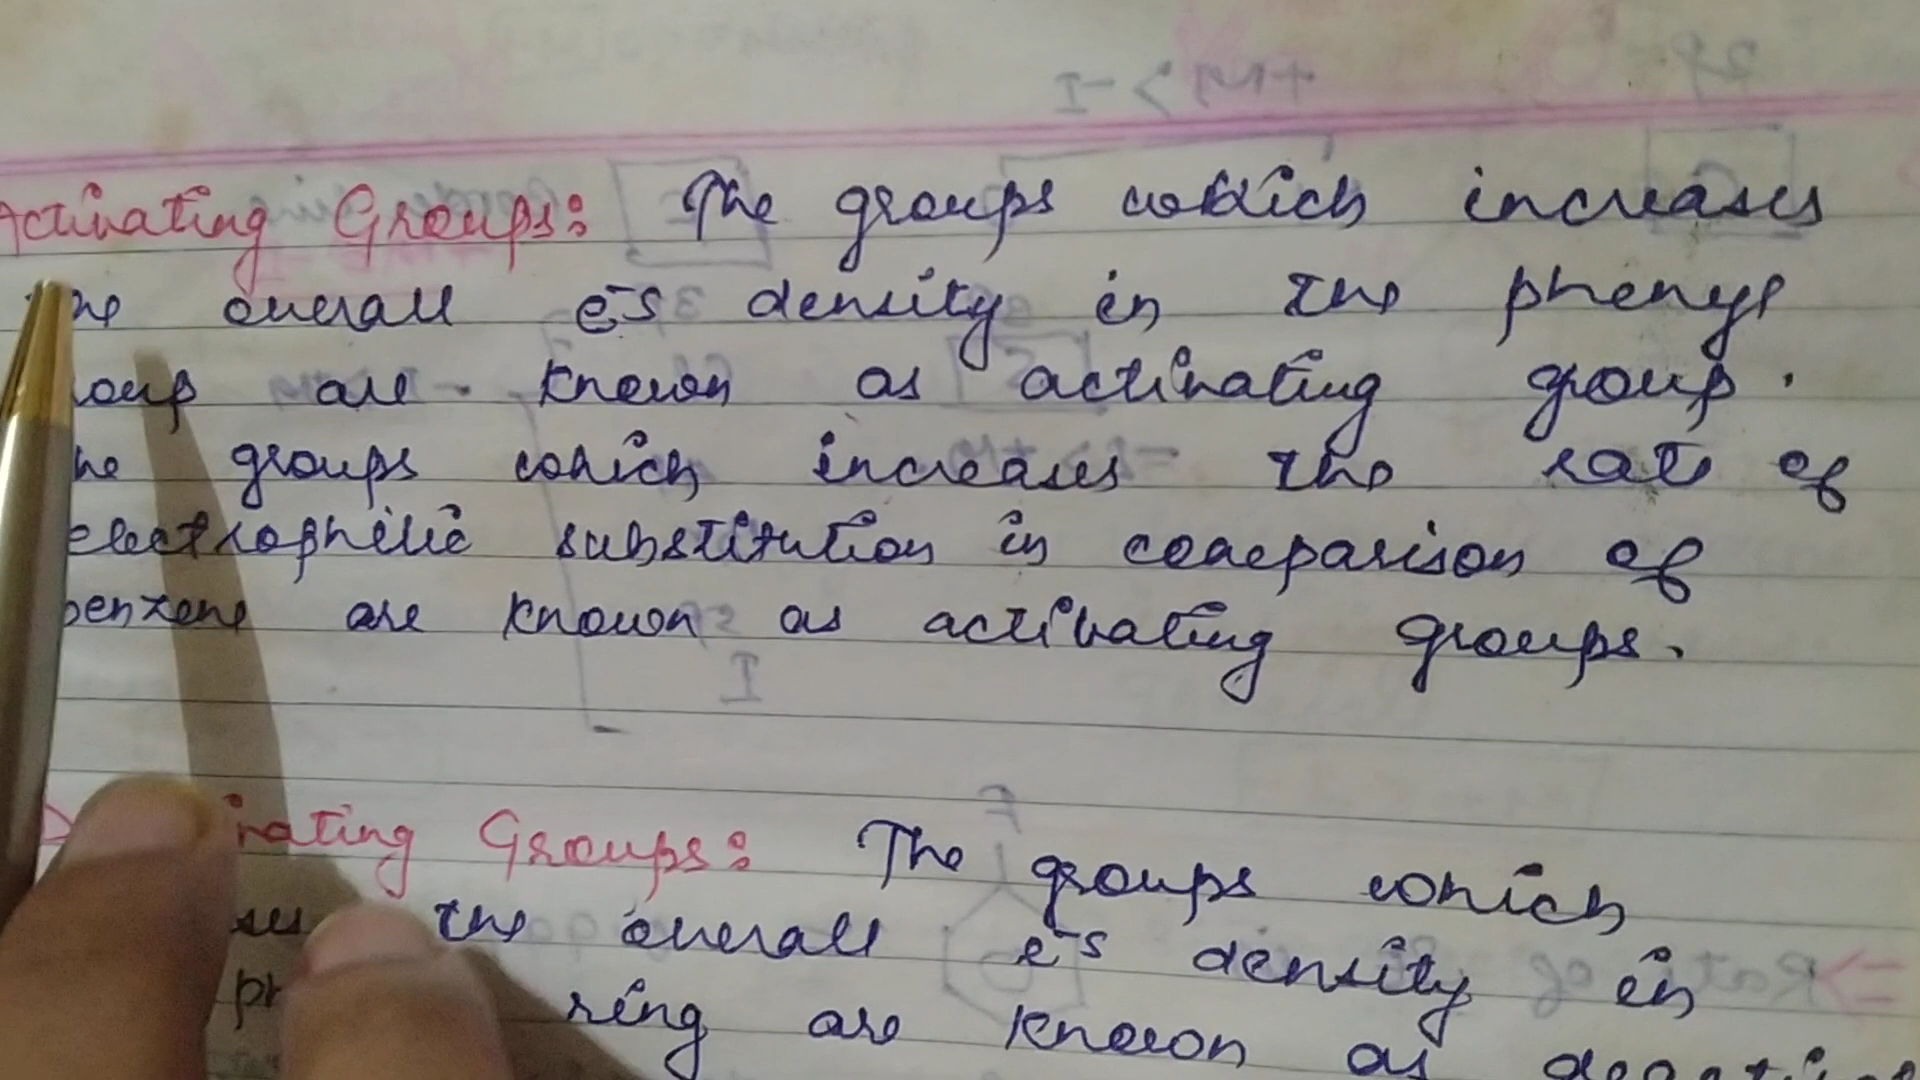 Activating Groups: The groups which increases
the overall e-s density in the phenyl
group are known as activating group.
The groups which increases the rate of
electrophilic substitution in comparison of
benzene are known as activating groups.
Groups: The groups which
the overall e-s density in
ring are known as